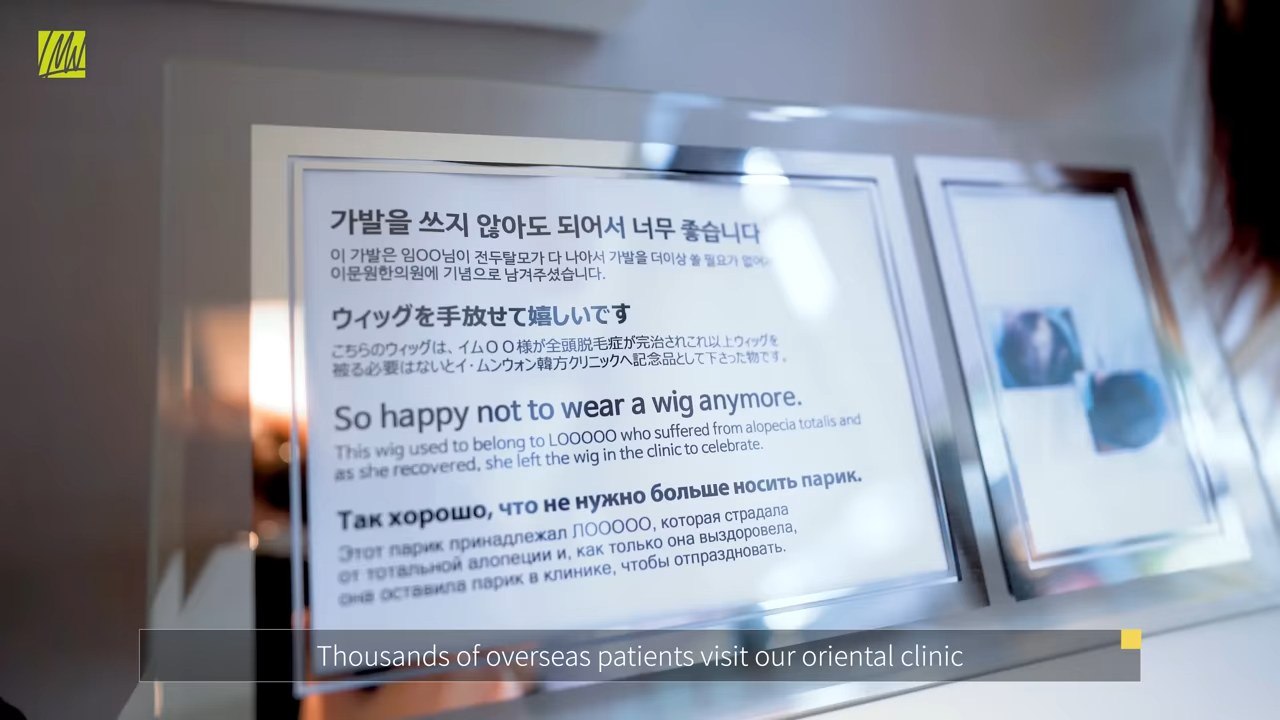 가발을 쓰지 않아도 되어서 너무 좋습니다
이 가발은 임OO님이 전두탈모가 다 나아서 가발을 더이상 쓸 필요가 없어서
이문원한의원에 기념으로 남겨주셨습니다.
ウィッグを手放せて嬉しいです
こちらのウィッグは、イムOO様が全頭脱毛症が完治されこれ以上ウィッグを
被る必要はないとイ・ムンウォン韓方クリニックへ記念品として下さった物です。
So happy not to wear a wig anymore.
This wig used to belong to LOOOOO who suffered from alopecia totalis and
as she recovered, she left the wig in the clinic to celebrate.
Так хорошо, что не нужно больше носить парик.
Этот парик принадлежал ЛOOOOO, которая страдала
от тотальной алопеции и, как только она выздоровела,
она оставила парик в клинике, чтобы отпраздновать.
Thousands of overseas patients visit our oriental clinic